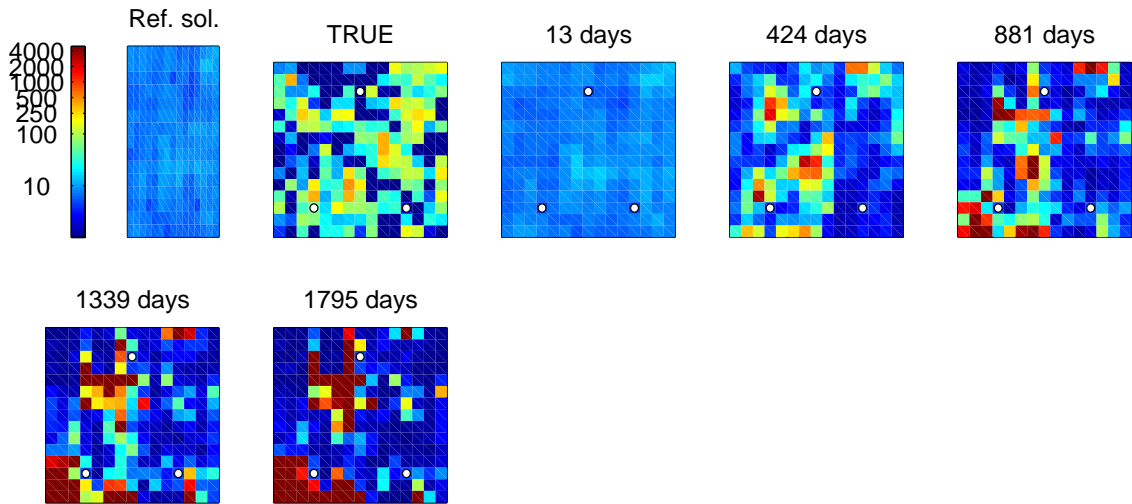 Ref. sol.
TRUE
13 days
424 days
881 days
4000
2000
1000
500
250
100
10
1339 days
1795 days